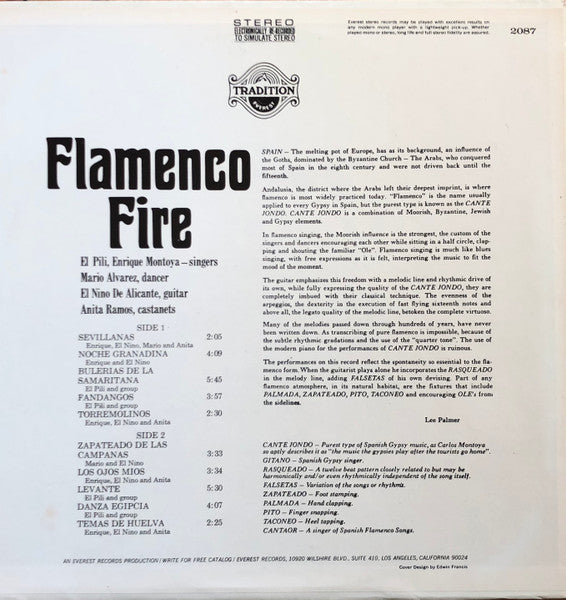 STEREO
ELECTRONICALLY RE-RECORDED
TO SIMULATE STEREO
Everest stereo records may be played with excellent results on
any modern mono player with a lightweight pick-up. Whether
played mono or stereo, long life and full stereo fidelity are assured.
2087
TRADITION
EVEREST
Flamenco
Fire
El Pili, Enrique Montoya – singers
Mario Alvarez, dancer
El Nino De Alicante, guitar
Anita Ramos, castanets
SIDE 1
SEVILLANAS 2:05
Enrique, El Nino, Mario and Anita
NOCHE GRANADINA 4:09
Enrique and El Nino
BULERIAS DE LA
SAMARITANA 5:45
El Pili and group
FANDANGOS 3:57
El Pili and group
TORREMOLINOS 2:30
Enrique, El Nino and Anita
SIDE 2
ZAPATEADO DE LAS
CAMPANAS 3:33
Mario and El Nino
LOS OJOS MIOS 3:34
Enrique, El Nino and Anita
LEVANTE 5:30
El Pili and group
DANZA EGIPCIA 4:07
El Pili and group
TEMAS DE HUELVA 2:25
Enrique, El Nino and Anita
SPAIN – The melting pot of Europe, has as its background, an influence of
the Goths, dominated by the Byzantine Church – The Arabs, who conquered
most of Spain in the eighth century and were not driven back until the
fifteenth.
Andalusia, the district where the Arabs left their deepest imprint, is where
flamenco is most widely practiced today. "Flamenco" is the name usually
applied to every Gypsy in Spain, but the purest type is known as the CANTE
JONDO. CANTE JONDO is a combination of Moorish, Byzantine, Jewish
and Gypsy elements.
In flamenco singing, the Moorish influence is the strongest, the custom of the
singers and dancers encouraging each other while sitting in a half circle, clap-
ping and shouting the familiar "Ole". Flamenco singing is much like blues
singing, with free expressions as it is felt, interpreting the music to fit the
mood of the moment.
The guitar emphasizes this freedom with a melodic line and rhythmic drive of
its own, while fully expressing the quality of the CANTE JONDO, they are
completely imbued with their classical technique. The evenness of the
arpeggios, the dexterity in the execution of fast flying sixteenth notes and
above all, the legato quality of the melodic line, betoken the complete virtuoso.
Many of the melodies passed down through hundreds of years, have never
been written down. As transcribing of pure flamenco is impossible, because of
the subtle rhythmic gradations and the use of the "quarter tone". The use of
the modern piano for the performances of CANTE JONDO is ruinous.
The performances on this record reflect the spontaneity so essential to the fla-
menco form. When the guitarist plays alone he incorporates the RASQUEADO
in the melody line, adding FALSETAS of his own devising. Part of any
flamenco atmosphere, in its natural habitat, are the fixtures that include
PALMADA, ZAPATEADO, PITO, TACONEO and encouraging OLE's from
the sidelines.
Leo Palmer
CANTE JONDO – Purest type of Spanish Gypsy music, as Carlos Montoya
so aptly describes it as "the music the gypsies play after the tourists go home".
GITANO – Spanish Gypsy singer.
RASQUEADO – A twelve beat pattern closely related to but may be
harmonically and/or even rhythmically independent of the song itself.
FALSETAS – Variation of the songs or rhythms.
ZAPATEADO – Foot stamping.
PALMADA – Hand clapping.
PITO – Finger snapping.
TACONEO – Heel tapping.
CANTAOR – A singer of Spanish Flamenco Songs.
AN EVEREST RECORDS PRODUCTION/WRITE FOR FREE CATALOG/EVEREST RECORDS, 10920 WILSHIRE BLVD., SUITE 410, LOS ANGELES, CALIFORNIA 90024
Cover Design by Edwin Francis